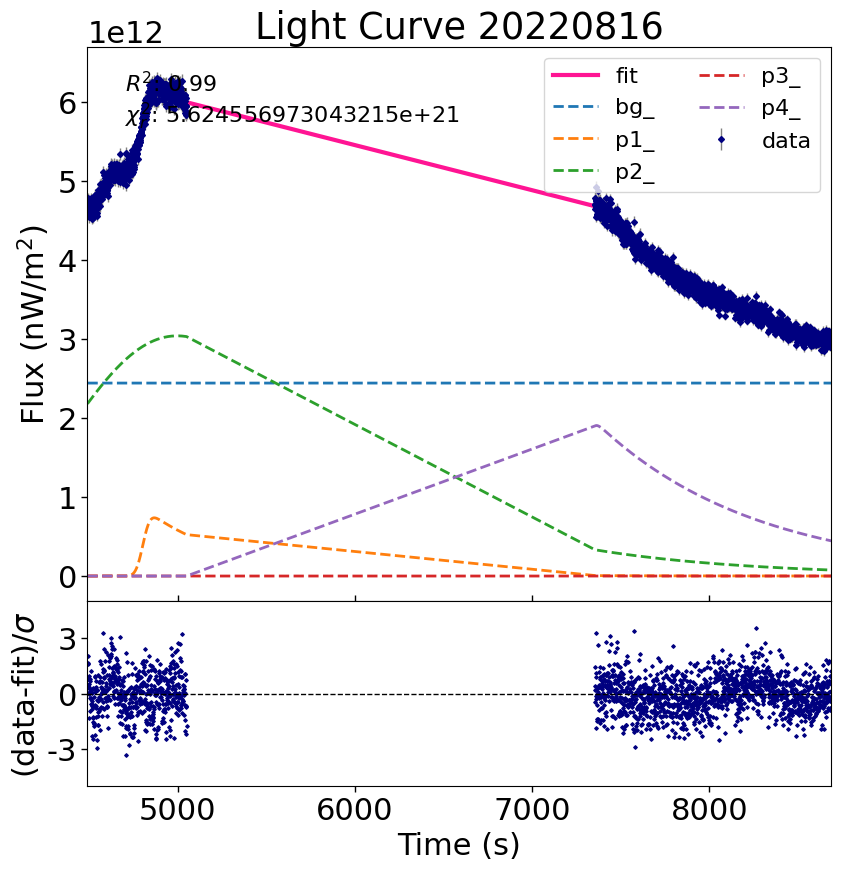 Light Curve 20220816
1e12
R²: 0.99
χ²: 5.624556973043215e+21
fit
bg_
p1_
p2_
p3_
p4_
data
Flux (nW/m²)
6
5
4
3
2
1
0
(data-fit)/σ
3
0
-3
5000
6000
7000
8000
Time (s)